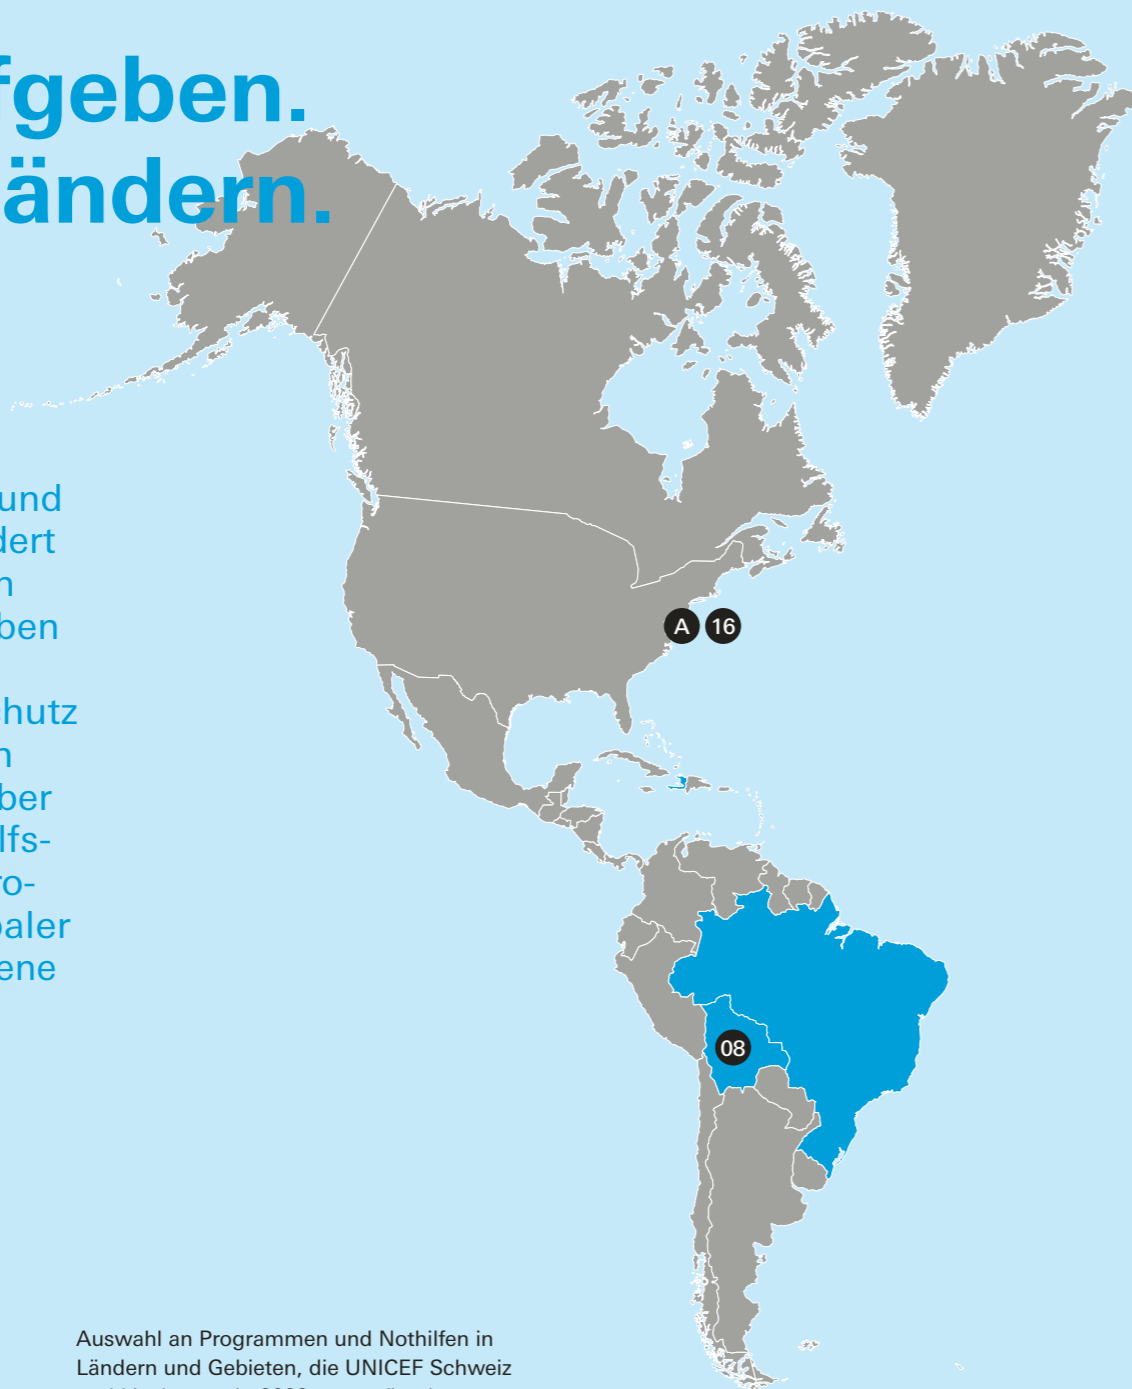 fgeben.
ändern.
und
dert
n
ben
A 16
chutz
n
ber
lfs-
ro-
baler
ene
08
Auswahl an Programmen und Nothilfen in
Ländern und Gebieten, die UNICEF Schweiz